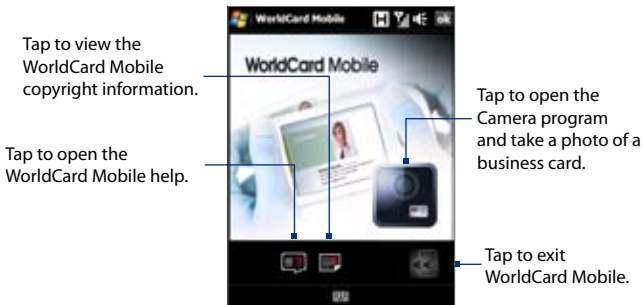 WorldCard Mobile
ok
WorldCard Mobile
Tap to view the
WorldCard Mobile
copyright information.
Tap to open the
WorldCard Mobile help.
Tap to open the
Camera program
and take a photo of a
business card.
Tap to exit
WorldCard Mobile.